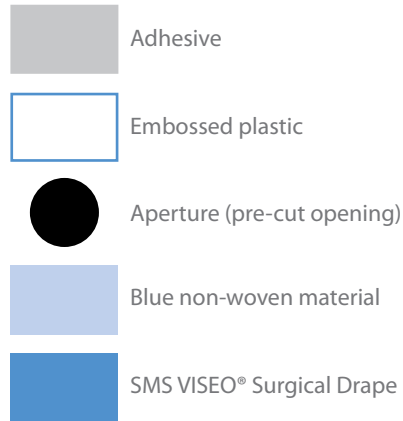 Adhesive
Embossed plastic
Aperture (pre-cut opening)
Blue non-woven material
SMS VISEO® Surgical Drape